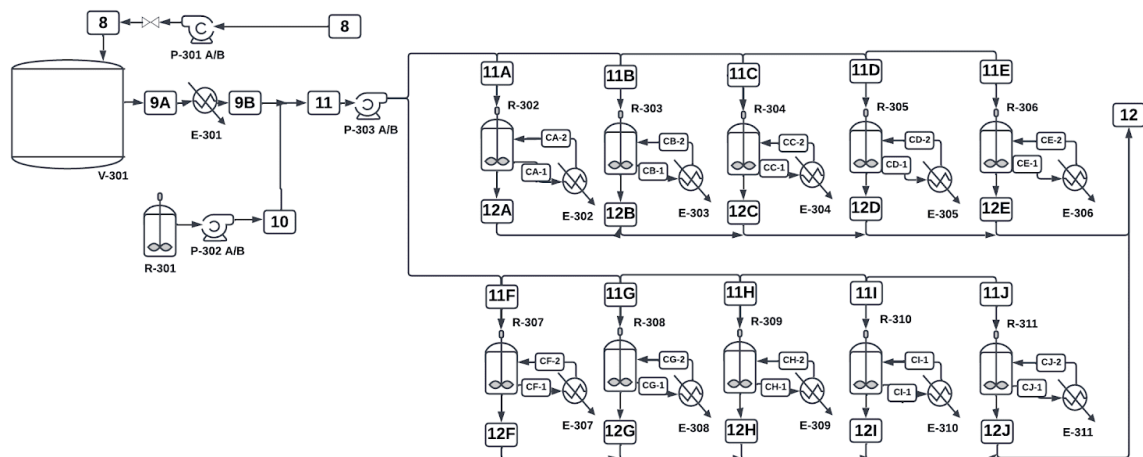 8
8
P-301 A/B
9A
9B
11
E-301
P-303 A/B
V-301
10
P-302 A/B
R-301
11A
11B
11C
11D
11E
R-302
R-303
R-304
R-305
R-306
12
CA-2
CB-2
CC-2
CD-2
CE-2
CA-1
CB-1
CC-1
CD-1
CE-1
12A
12B
12C
12D
12E
E-302
E-303
E-304
E-305
E-306
11F
11G
11H
11I
11J
R-307
R-308
R-309
R-310
R-311
CF-2
CG-2
CH-2
CI-1
CJ-2
CF-1
CG-1
CH-1
CI-1
CJ-1
12F
12G
12H
12I
12J
E-307
E-308
E-309
E-310
E-311